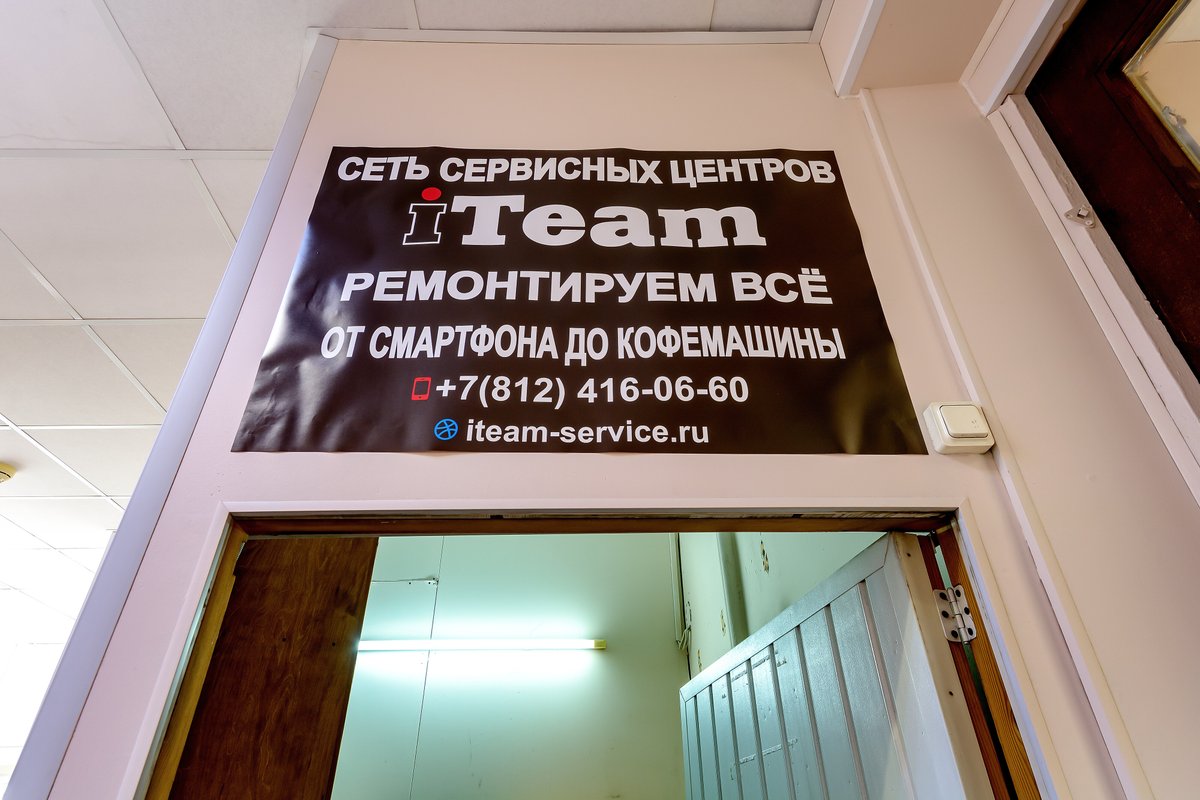 СЕТЬ СЕРВИСНЫХ ЦЕНТРОВ
iTeam
РЕМОНТИРУЕМ ВСЁ
ОТ СМАРТФОНА ДО КОФЕМАШИНЫ
+7(812) 416-06-60
iteam-service.ru